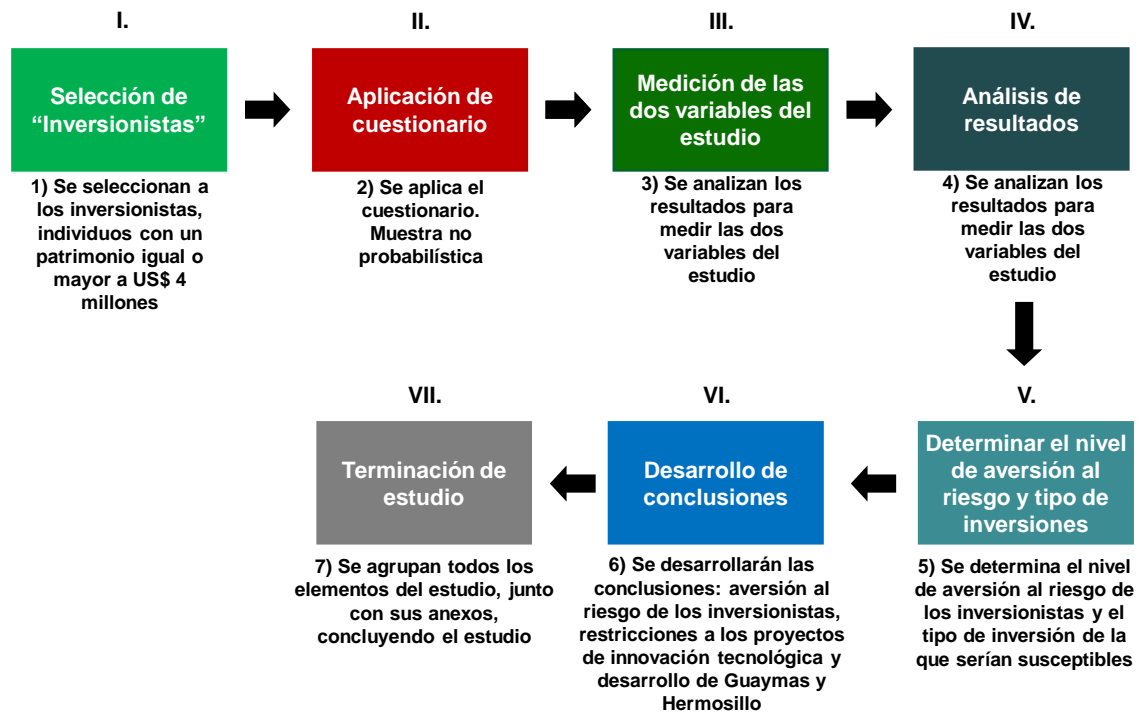 I.
Selección de
“Inversionistas”
1) Se seleccionan a
los inversionistas,
individuos con un
patrimonio igual o
mayor a US$ 4
millones
II.
Aplicación de
cuestionario
2) Se aplica el
cuestionario.
Muestra no
probabilística
III.
Medición de las
dos variables del
estudio
3) Se analizan los
resultados para
medir las dos
variables del
estudio
IV.
Análisis de
resultados
4) Se analizan los
resultados para
medir las dos
variables del
estudio
V.
Determinar el nivel
de aversión al
riesgo y tipo de
inversiones
5) Se determina el nivel
de aversión al riesgo de
los inversionistas y el
tipo de inversión de la
que serían susceptibles
VI.
Desarrollo de
conclusiones
6) Se desarrollarán las
conclusiones: aversión al
riesgo de los inversionistas,
restricciones a los proyectos
de innovación tecnológica y
desarrollo de Guaymas y
Hermosillo
VII.
Terminación de
estudio
7) Se agrupan todos los
elementos del estudio, junto
con sus anexos,
concluyendo el estudio